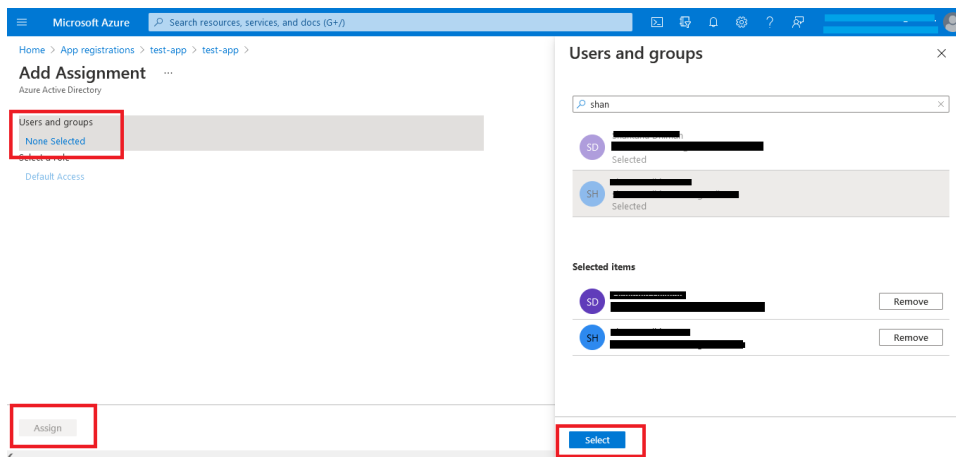 Microsoft Azure
Search resources, services, and docs (G+/)
Home > App registrations > test-app > test-app >
Add Assignment ...
Azure Active Directory
Users and groups
None Selected
Select a role
Default Access
Assign
Users and groups
shan
SD
Selected
SH
Selected
Selected items
SD
Remove
SH
Remove
Select